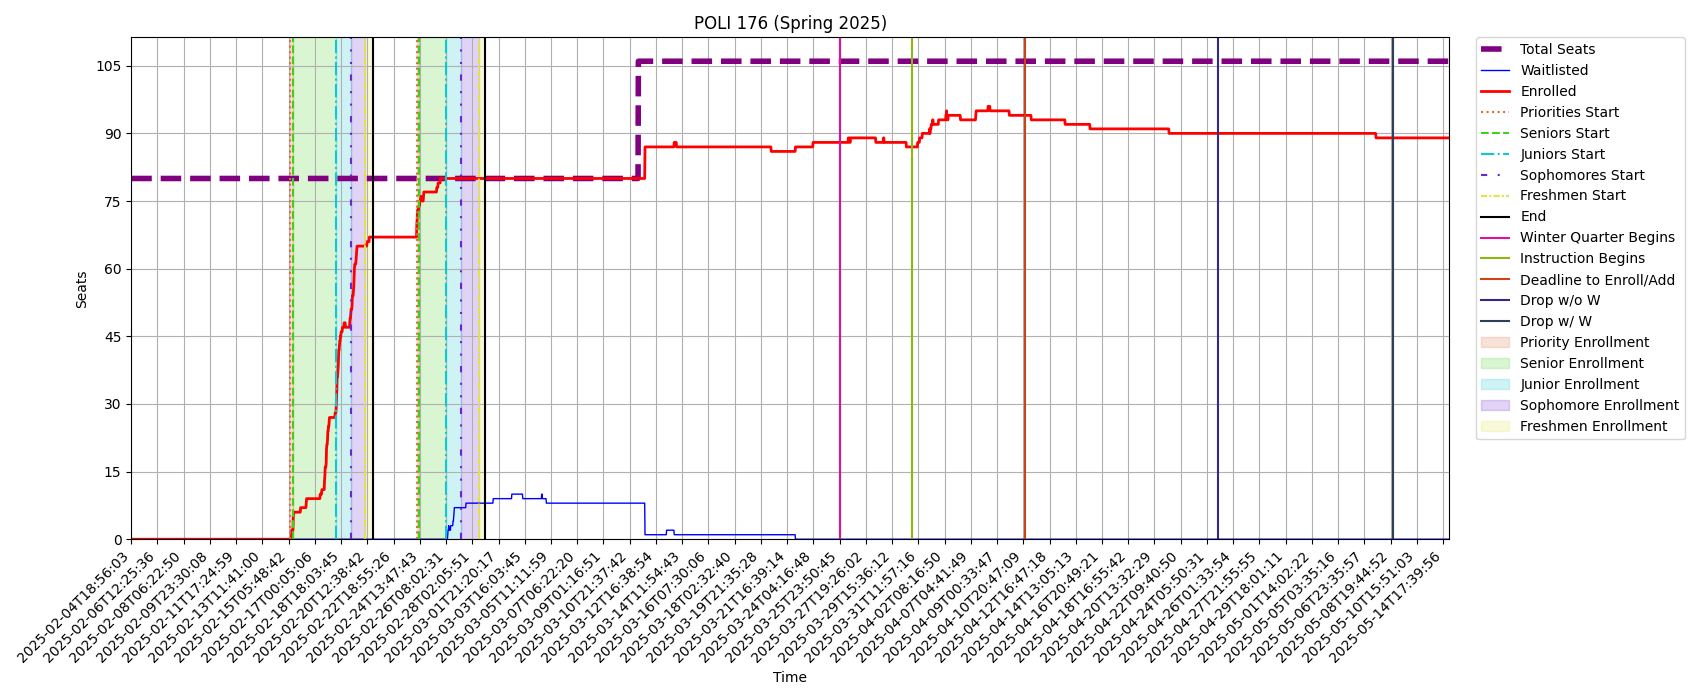 POLI 176 (Spring 2025)
105
90
75
60
45
30
15
0
Seats
2025-02-04T18:56:03
2025-02-06T12:25:36
2025-02-08T06:22:50
2025-02-09T23:30:08
2025-02-11T17:24:59
2025-02-13T11:41:00
2025-02-15T05:48:42
2025-02-17T00:05:06
2025-02-18T18:03:45
2025-02-20T12:38:42
2025-02-22T18:55:26
2025-02-24T13:47:43
2025-02-26T08:02:31
2025-02-28T02:05:51
2025-03-01T21:20:17
2025-03-03T16:03:45
2025-03-05T11:11:59
2025-03-07T06:22:20
2025-03-09T01:16:51
2025-03-10T21:37:42
2025-03-12T16:38:54
2025-03-14T11:54:43
2025-03-16T07:30:06
2025-03-18T02:32:40
2025-03-19T21:35:28
2025-03-21T16:39:14
2025-03-24T04:16:48
2025-03-25T23:50:45
2025-03-27T19:26:02
2025-03-29T15:36:12
2025-03-31T11:57:16
2025-04-02T08:16:50
2025-04-07T04:41:49
2025-04-09T00:33:47
2025-04-10T20:47:09
2025-04-12T16:47:18
2025-04-14T13:05:13
2025-04-16T20:49:21
2025-04-18T16:55:42
2025-04-20T13:32:29
2025-04-22T09:40:50
2025-04-24T05:50:31
2025-04-26T01:33:54
2025-04-27T21:55:55
2025-04-29T18:01:11
2025-05-01T14:02:22
2025-05-05T03:35:16
2025-05-06T23:35:57
2025-05-08T19:44:52
2025-05-10T15:51:03
2025-05-14T17:39:56
Time
Total Seats
Waitlisted
Enrolled
Priorities Start
Seniors Start
Juniors Start
Sophomores Start
Freshmen Start
End
Winter Quarter Begins
Instruction Begins
Deadline to Enroll/Add
Drop w/o W
Drop w/ W
Priority Enrollment
Senior Enrollment
Junior Enrollment
Sophomore Enrollment
Freshmen Enrollment